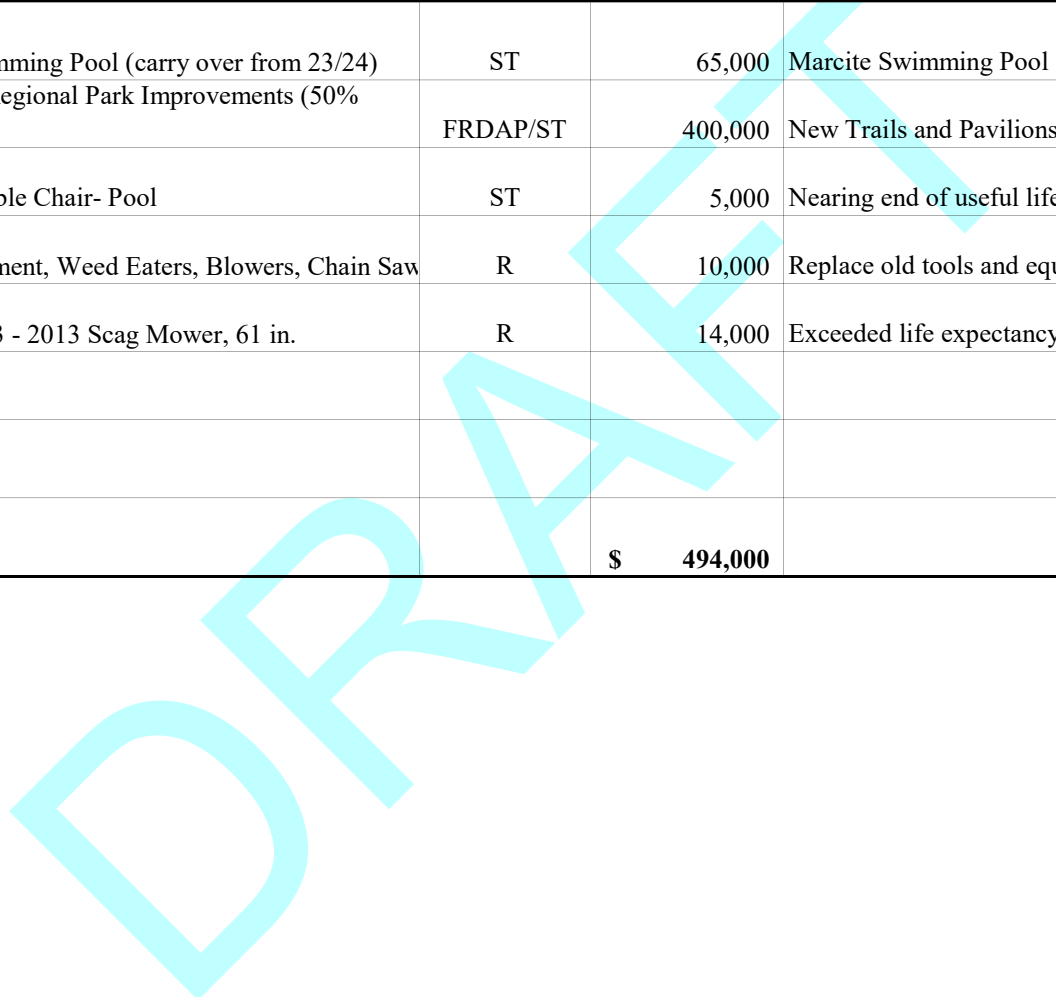 mming Pool (carry over from 23/24) ST 65,000 Marcite Swimming Pool
egional Park Improvements (50%
FRDAP/ST 400,000 New Trails and Pavilions
ble Chair- Pool ST 5,000 Nearing end of useful life
ment, Weed Eaters, Blowers, Chain Saw R 10,000 Replace old tools and equ
3 - 2013 Scag Mower, 61 in. R 14,000 Exceeded life expectancy
$ 494,000
DRAFT